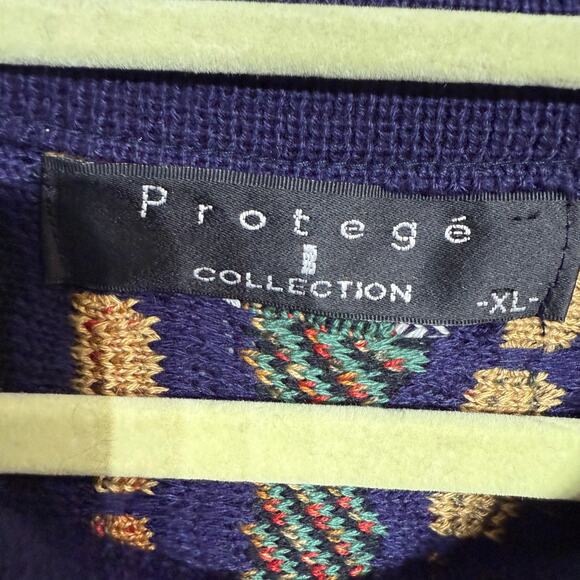 Protegé
COLLECTION
-XL-